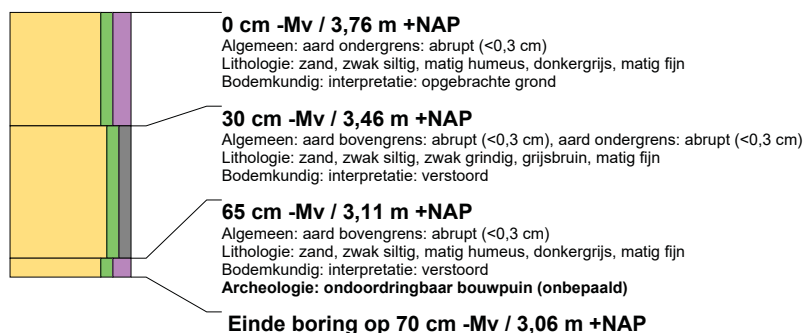 0 cm -Mv / 3,76 m +NAP
Algemeen: aard ondergrens: abrupt (<0,3 cm)
Lithologie: zand, zwak siltig, matig humeus, donkergrijs, matig fijn
Bodemkundig: interpretatie: opgebrachte grond
30 cm -Mv / 3,46 m +NAP
Algemeen: aard bovengrens: abrupt (<0,3 cm), aard ondergrens: abrupt (<0,3 cm)
Lithologie: zand, zwak siltig, zwak grindig, grijsbruin, matig fijn
Bodemkundig: interpretatie: verstoord
65 cm -Mv / 3,11 m +NAP
Algemeen: aard bovengrens: abrupt (<0,3 cm)
Lithologie: zand, zwak siltig, matig humeus, donkergrijs, matig fijn
Bodemkundig: interpretatie: verstoord
Archeologie: ondoordringbaar bouwpuin (onbepaald)
Einde boring op 70 cm -Mv / 3,06 m +NAP